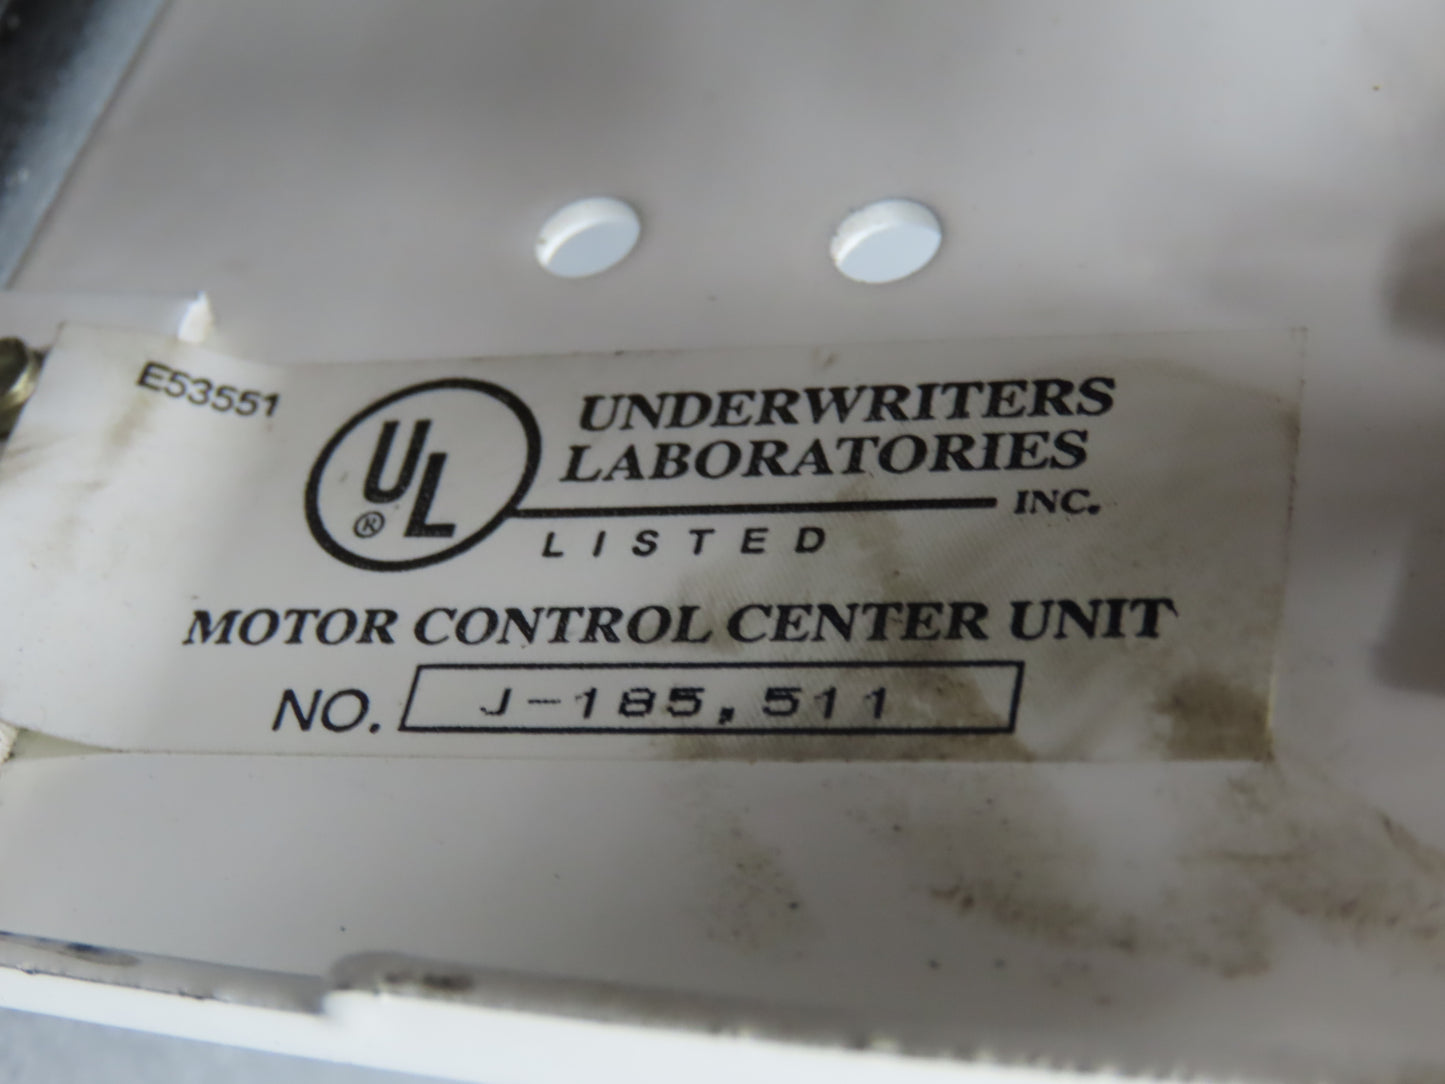 E53551
UL
®
UNDERWRITERS
LABORATORIES
INC.
LISTED
MOTOR CONTROL CENTER UNIT
NO. J-185,511